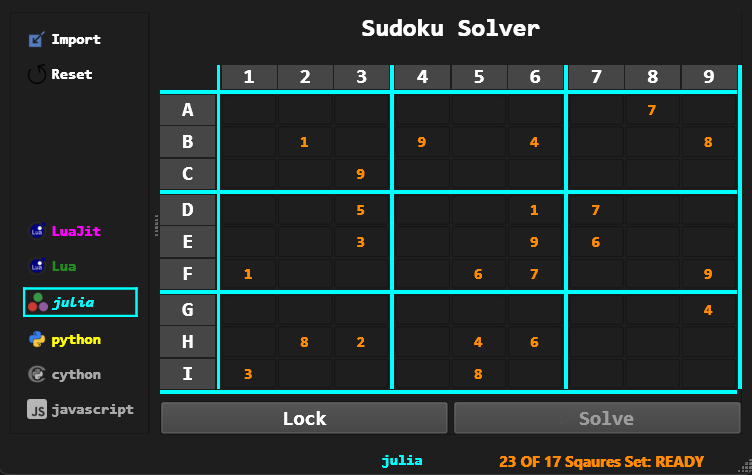 Import
Reset
LuaJit
Lua
julia
python
cython
JS javascript
Sudoku Solver
1 2 3 4 5 6 7 8 9
A 7
B 1 9 4 8
C 9
D 5 1 7
E 3 9 6
F 1 6 7 9
G 4
H 8 2 4 6
I 3 8
Lock Solve
julia 23 OF 17 Sqaures Set: READY